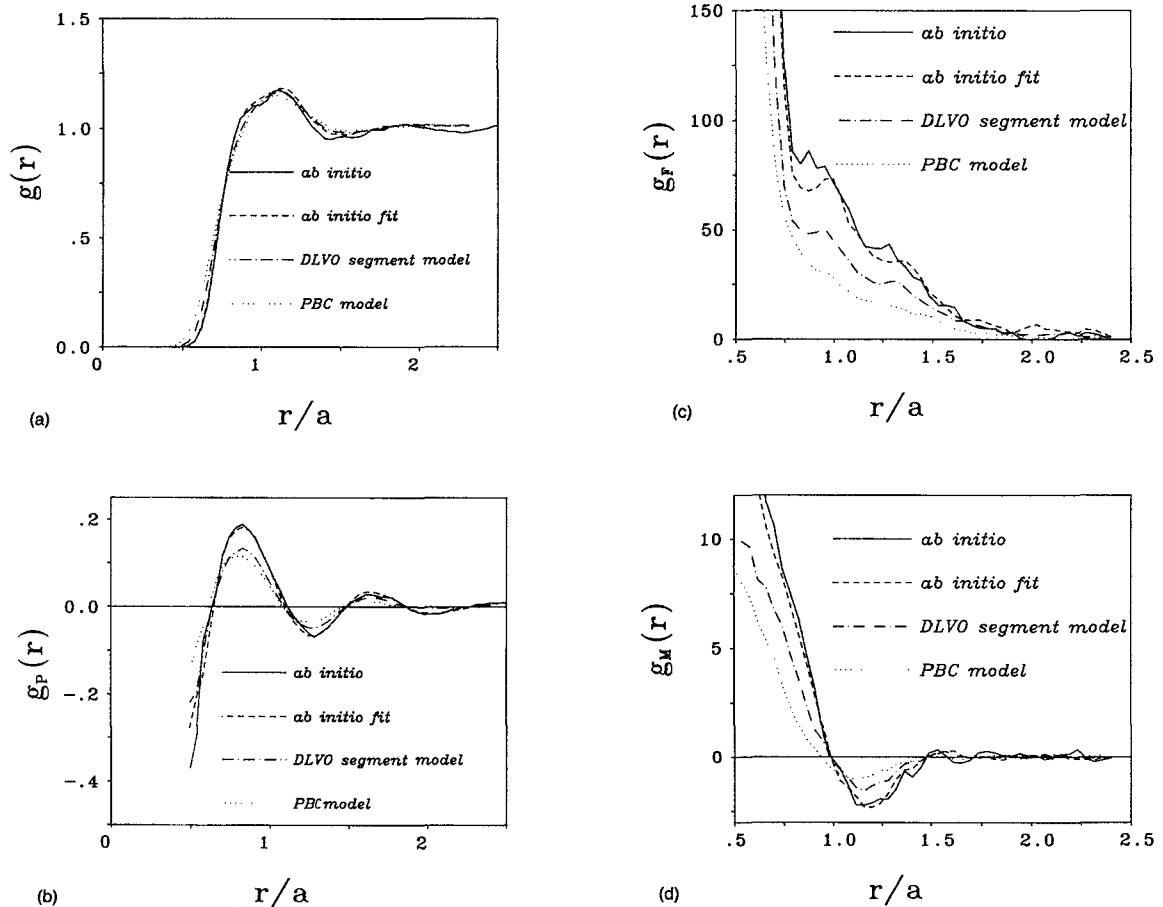 1.5
1.0
.5
0.0
g(r)
ab initio
ab initio fit
DLVO segment model
PBC model
0
1
2
(a)
r/a
.2
0.0
-.2
-.4
g_P(r)
ab initio
ab initio fit
DLVO segment model
PBC model
0
1
2
(b)
r/a
150
100
50
0
g_F(r)
ab initio
ab initio fit
DLVO segment model
PBC model
.5
1.0
1.5
2.0
2.5
(c)
r/a
10
5
0
g_M(r)
ab initio
ab initio fit
DLVO segment model
PBC model
.5
1.0
1.5
2.0
2.5
(d)
r/a